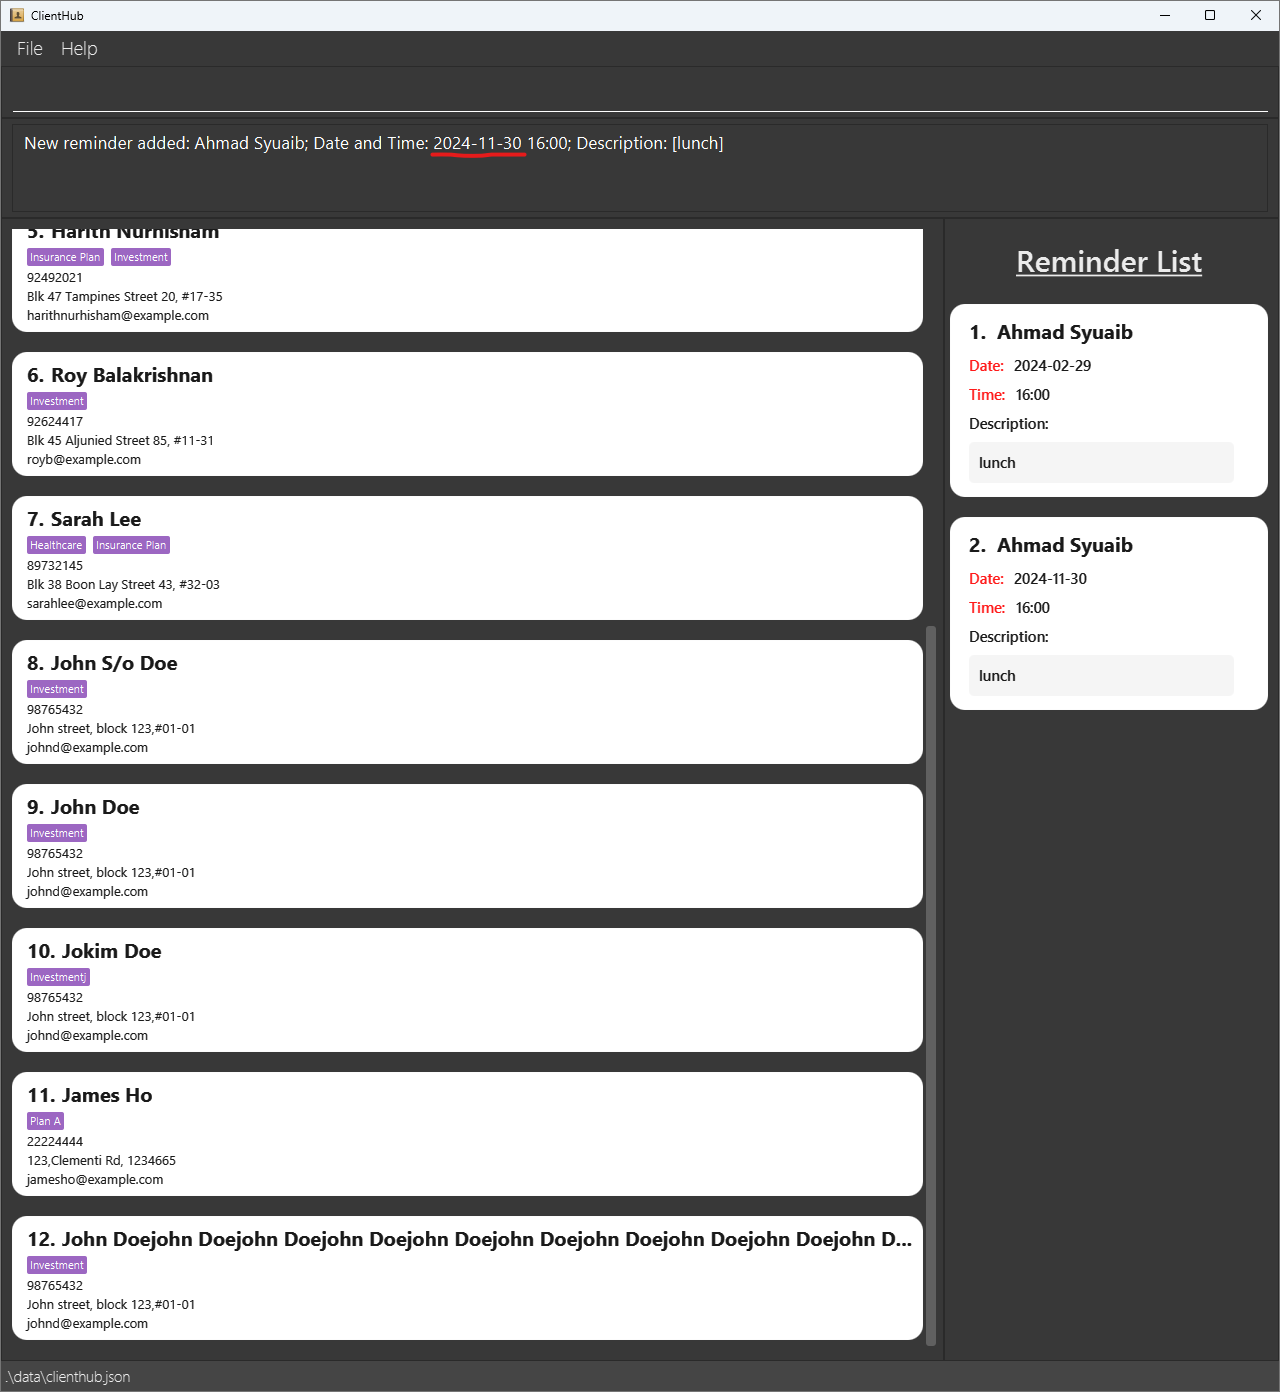 ClientHub
File Help
New reminder added: Ahmad Syuaib; Date and Time: 2024-11-30 16:00; Description: [lunch]
5. Harith Nurhisham
Insurance Plan Investment
92492021
Blk 47 Tampines Street 20, #17-35
harithnurhisham@example.com
6. Roy Balakrishnan
Investment
92624417
Blk 45 Aljunied Street 85, #11-31
royb@example.com
7. Sarah Lee
Healthcare Insurance Plan
89732145
Blk 38 Boon Lay Street 43, #32-03
sarahlee@example.com
8. John S/o Doe
Investment
98765432
John street, block 123,#01-01
johnd@example.com
9. John Doe
Investment
98765432
John street, block 123,#01-01
johnd@example.com
10. Jokim Doe
Investmentj
98765432
John street, block 123,#01-01
johnd@example.com
11. James Ho
Plan A
22224444
123,Clementi Rd, 1234665
jamesho@example.com
12. John Doejohn Doejohn Doejohn Doejohn Doejohn Doejohn Doejohn Doejohn Doejohn D...
Investment
98765432
John street, block 123,#01-01
johnd@example.com
Reminder List
1. Ahmad Syuaib
Date: 2024-02-29
Time: 16:00
Description:
lunch
2. Ahmad Syuaib
Date: 2024-11-30
Time: 16:00
Description:
lunch
.\data\clienthub.json